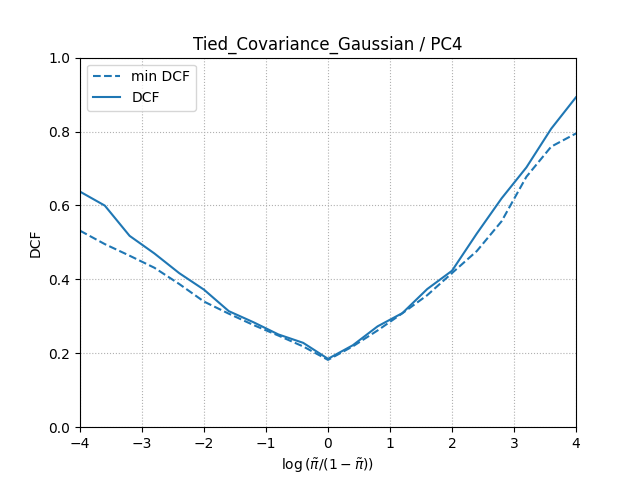 Tied_Covariance_Gaussian / PC4
min DCF
DCF
1.0
0.8
0.6
0.4
0.2
0.0
DCF
−4 −3 −2 −1 0 1 2 3 4
log (π̃/(1 − π̃))